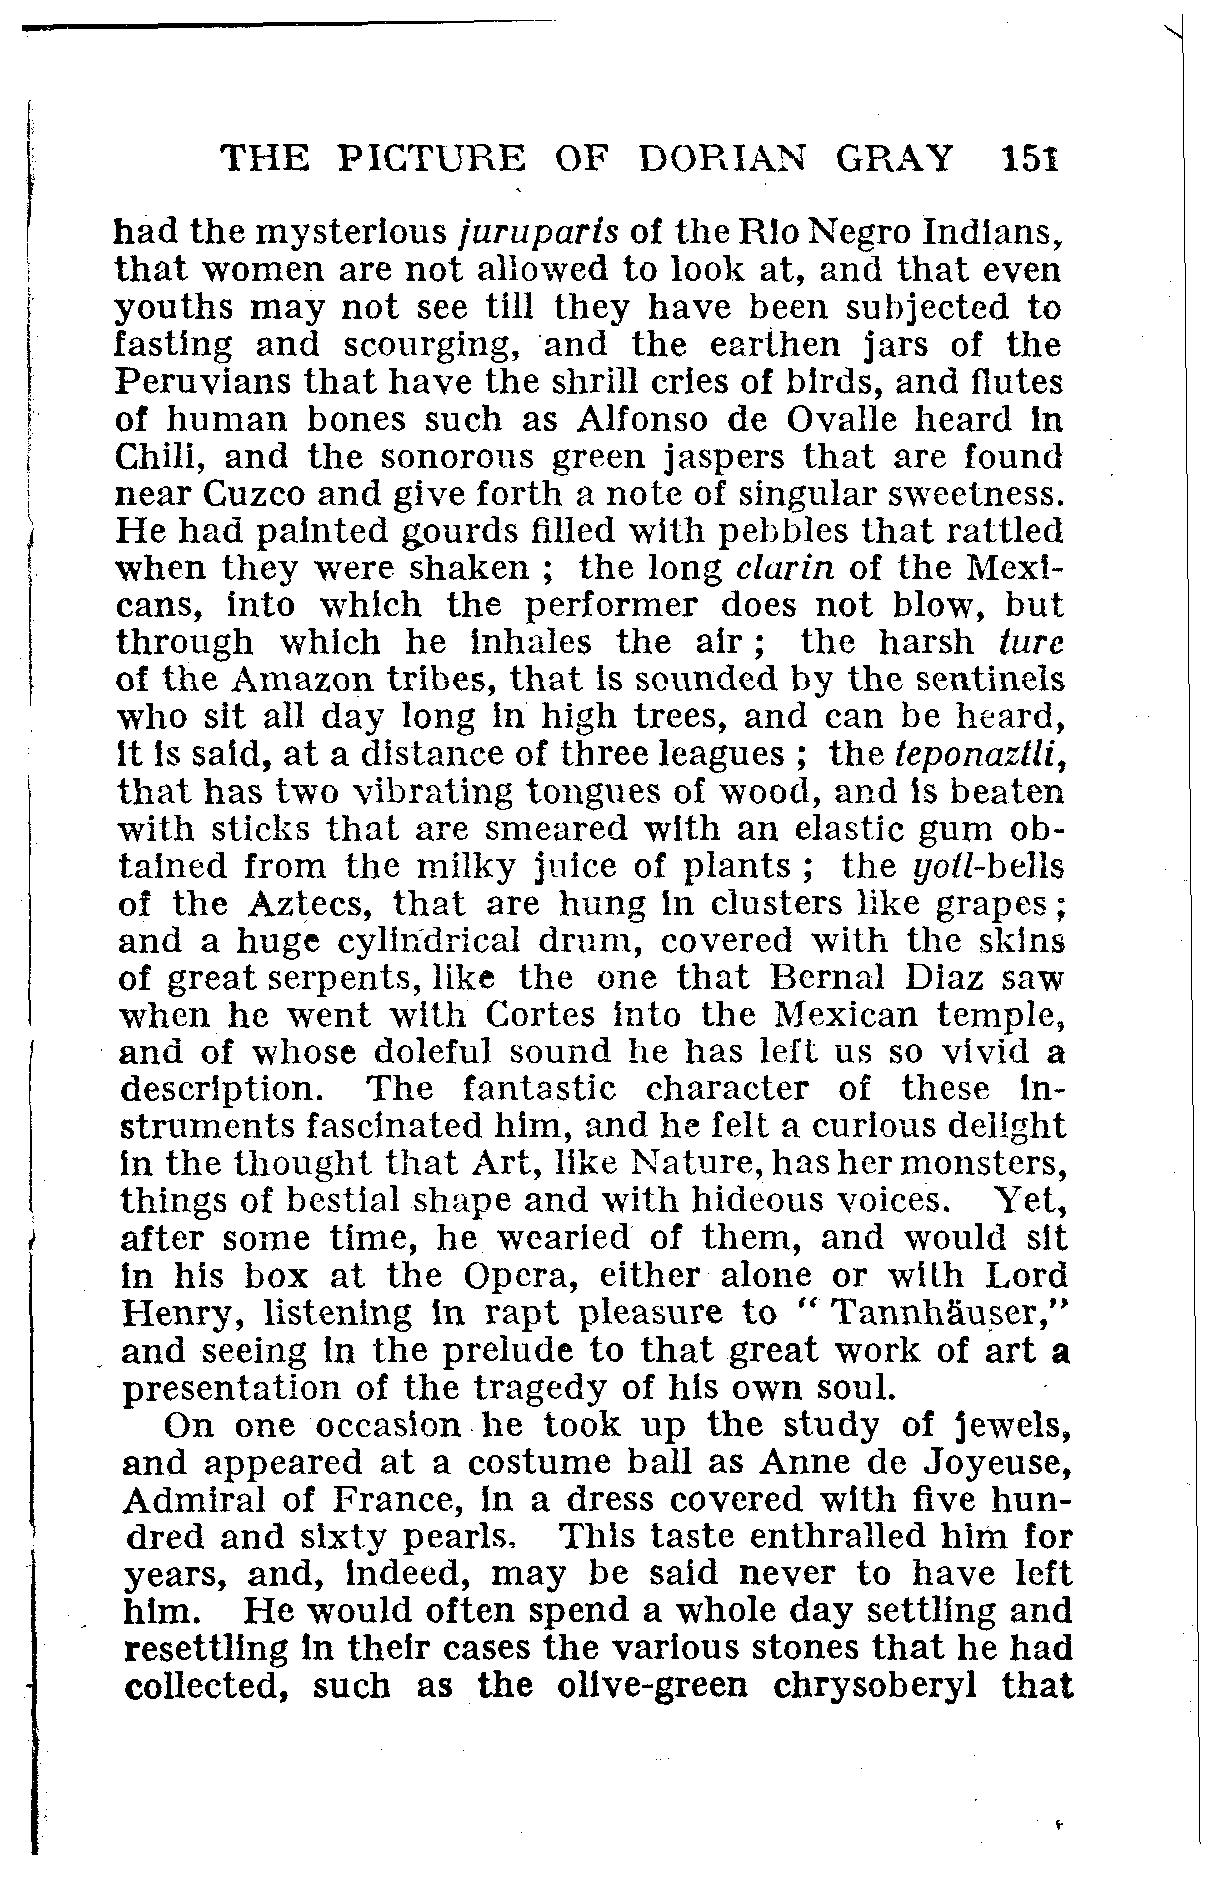 THE PICTURE OF DORIAN GRAY 151
had the mysterious juruparis of the Rio Negro Indians,
that women are not allowed to look at, and that even
youths may not see till they have been subjected to
fasting and scourging, and the earthen jars of the
Peruvians that have the shrill cries of birds, and flutes
of human bones such as Alfonso de Ovalle heard in
Chili, and the sonorous green jaspers that are found
near Cuzco and give forth a note of singular sweetness.
He had painted gourds filled with pebbles that rattled
when they were shaken ; the long clarin of the Mexi-
cans, into which the performer does not blow, but
through which he inhales the air ; the harsh ture
of the Amazon tribes, that is sounded by the sentinels
who sit all day long in high trees, and can be heard,
it is said, at a distance of three leagues ; the teponaztli,
that has two vibrating tongues of wood, and is beaten
with sticks that are smeared with an elastic gum ob-
tained from the milky juice of plants ; the yotl-bells
of the Aztecs, that are hung in clusters like grapes ;
and a huge cylindrical drum, covered with the skins
of great serpents, like the one that Bernal Diaz saw
when he went with Cortes into the Mexican temple,
and of whose doleful sound he has left us so vivid a
description. The fantastic character of these in-
struments fascinated him, and he felt a curious delight
in the thought that Art, like Nature, has her monsters,
things of bestial shape and with hideous voices. Yet,
after some time, he wearied of them, and would sit
in his box at the Opera, either alone or with Lord
Henry, listening in rapt pleasure to “ Tannhäuser,”
and seeing in the prelude to that great work of art a
presentation of the tragedy of his own soul.
On one occasion he took up the study of jewels,
and appeared at a costume ball as Anne de Joyeuse,
Admiral of France, in a dress covered with five hun-
dred and sixty pearls. This taste enthralled him for
years, and, indeed, may be said never to have left
him. He would often spend a whole day settling and
resettling in their cases the various stones that he had
collected, such as the olive-green chrysoberyl that